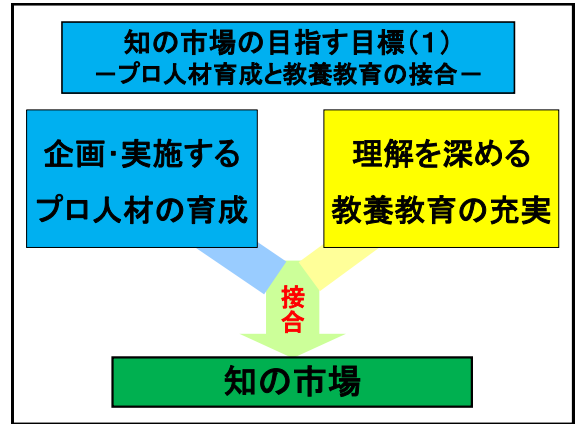 知の市場の目指す目標(1)
－プロ人材育成と教養教育の接合－
企画・実施する
プロ人材の育成
理解を深める
教養教育の充実
接
合
知の市場